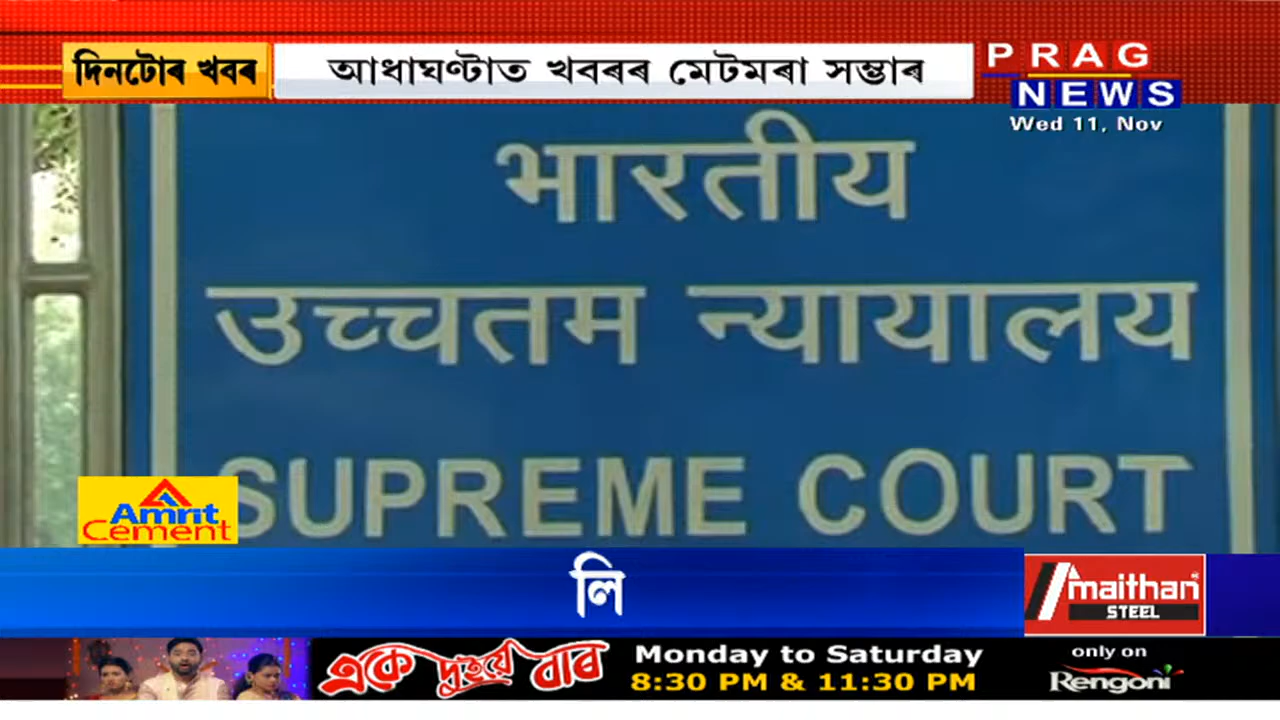 দিনটোৰ খবৰ
আধাঘণ্টাত খবৰৰ মেটমৰা সম্ভাৰ
PRAG
NEWS
Wed 11, Nov
भारतीय
उच्चतम न्यायालय
SUPREME COURT
Amrit
Cement
লি
maithan
STEEL
একে দুইয়ে বাৰ
Monday to Saturday
8:30 PM & 11:30 PM
only on
Rengoni